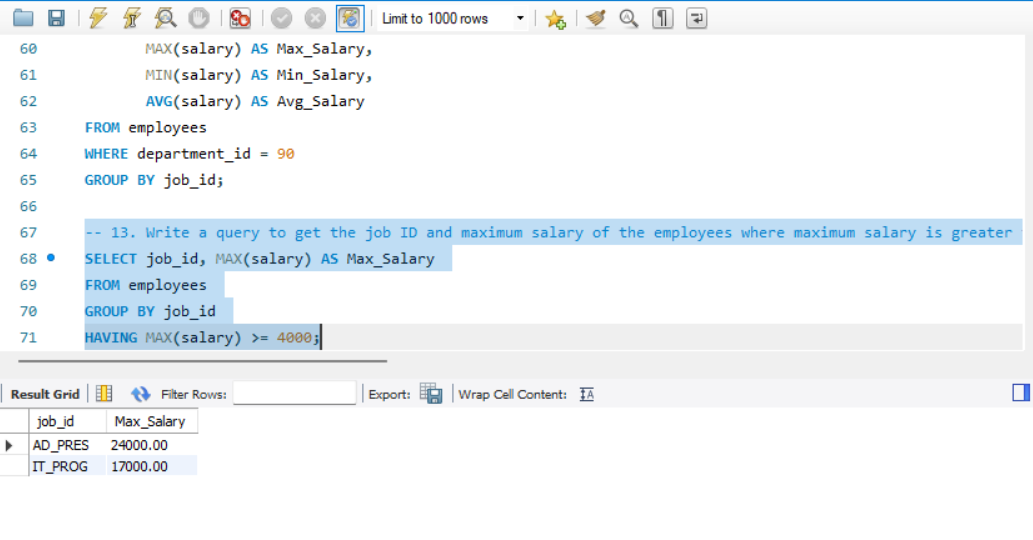 Limit to 1000 rows
60 MAX(salary) AS Max_Salary,
61 MIN(salary) AS Min_Salary,
62 AVG(salary) AS Avg_Salary
63 FROM employees
64 WHERE department_id = 90
65 GROUP BY job_id;
66
67 -- 13. Write a query to get the job ID and maximum salary of the employees where maximum salary is greater
68 SELECT job_id, MAX(salary) AS Max_Salary
69 FROM employees
70 GROUP BY job_id
71 HAVING MAX(salary) >= 4000;
Result Grid Filter Rows: Export: Wrap Cell Content: IA
job_id Max_Salary
AD_PRES 24000.00
IT_PROG 17000.00